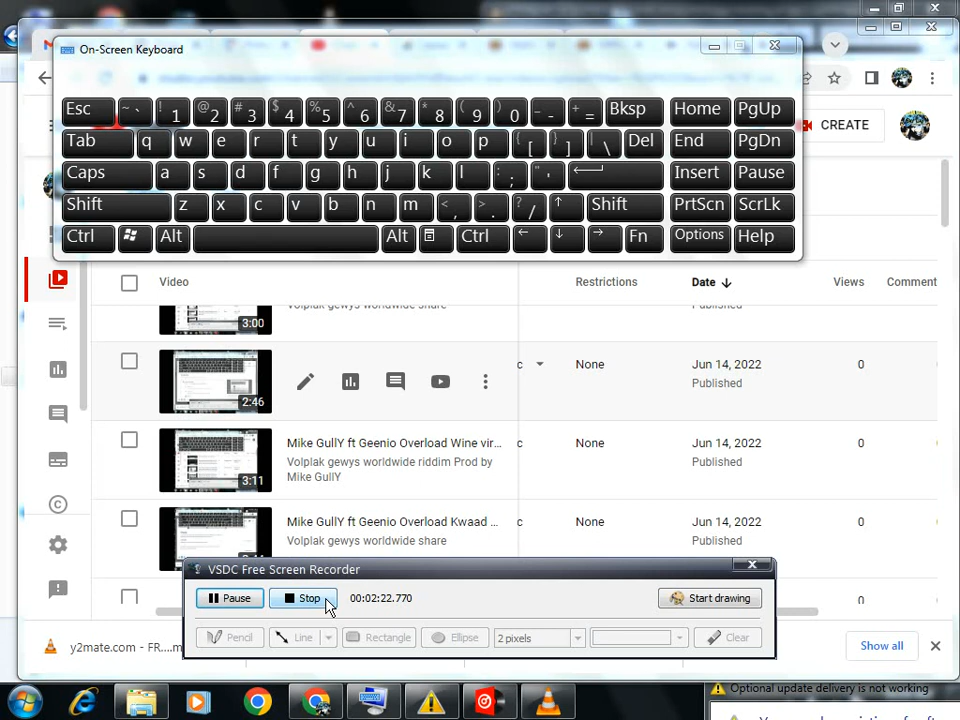 On-Screen Keyboard
Esc ~ ` ! 1 @ 2 # 3 $ 4 % 5 ^ 6 & 7 * 8 ( 9 ) 0 _ - + = Bksp Home PgUp
Tab q w e r t y u i o p { [ } ] | \ Del End PgDn
Caps a s d f g h j k l : ; " ' Insert Pause
Shift z x c v b n m < , > . ? / ↑ Shift PrtScn ScrLk
Ctrl Alt Alt Ctrl ← ↓ → Fn Options Help
CREATE
Video Restrictions Date Views Comment
Volplak gewys worldwide share
3:00
c None Jun 14, 2022 0
Published
2:46
Mike GullY ft Geenio Overload Wine vir... c None Jun 14, 2022 0
Volplak gewys worldwide riddim Prod by Published
Mike GullY
3:11
Mike GullY ft Geenio Overload Kwaad ... c None Jun 14, 2022 0
Volplak gewys worldwide share Published
VSDC Free Screen Recorder
Pause Stop 00:02:22.770 Start drawing
Pencil Line Rectangle Ellipse 2 pixels Clear
y2mate.com - FR....m Show all
Optional update delivery is not working